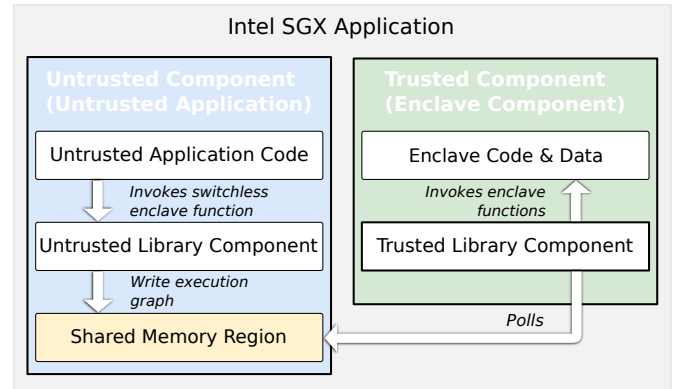 Intel SGX Application
Untrusted Component
(Untrusted Application)
Untrusted Application Code
Invokes switchless
enclave function
Untrusted Library Component
Write execution
graph
Shared Memory Region
Trusted Component
(Enclave Component)
Enclave Code & Data
Invokes enclave
functions
Trusted Library Component
Polls